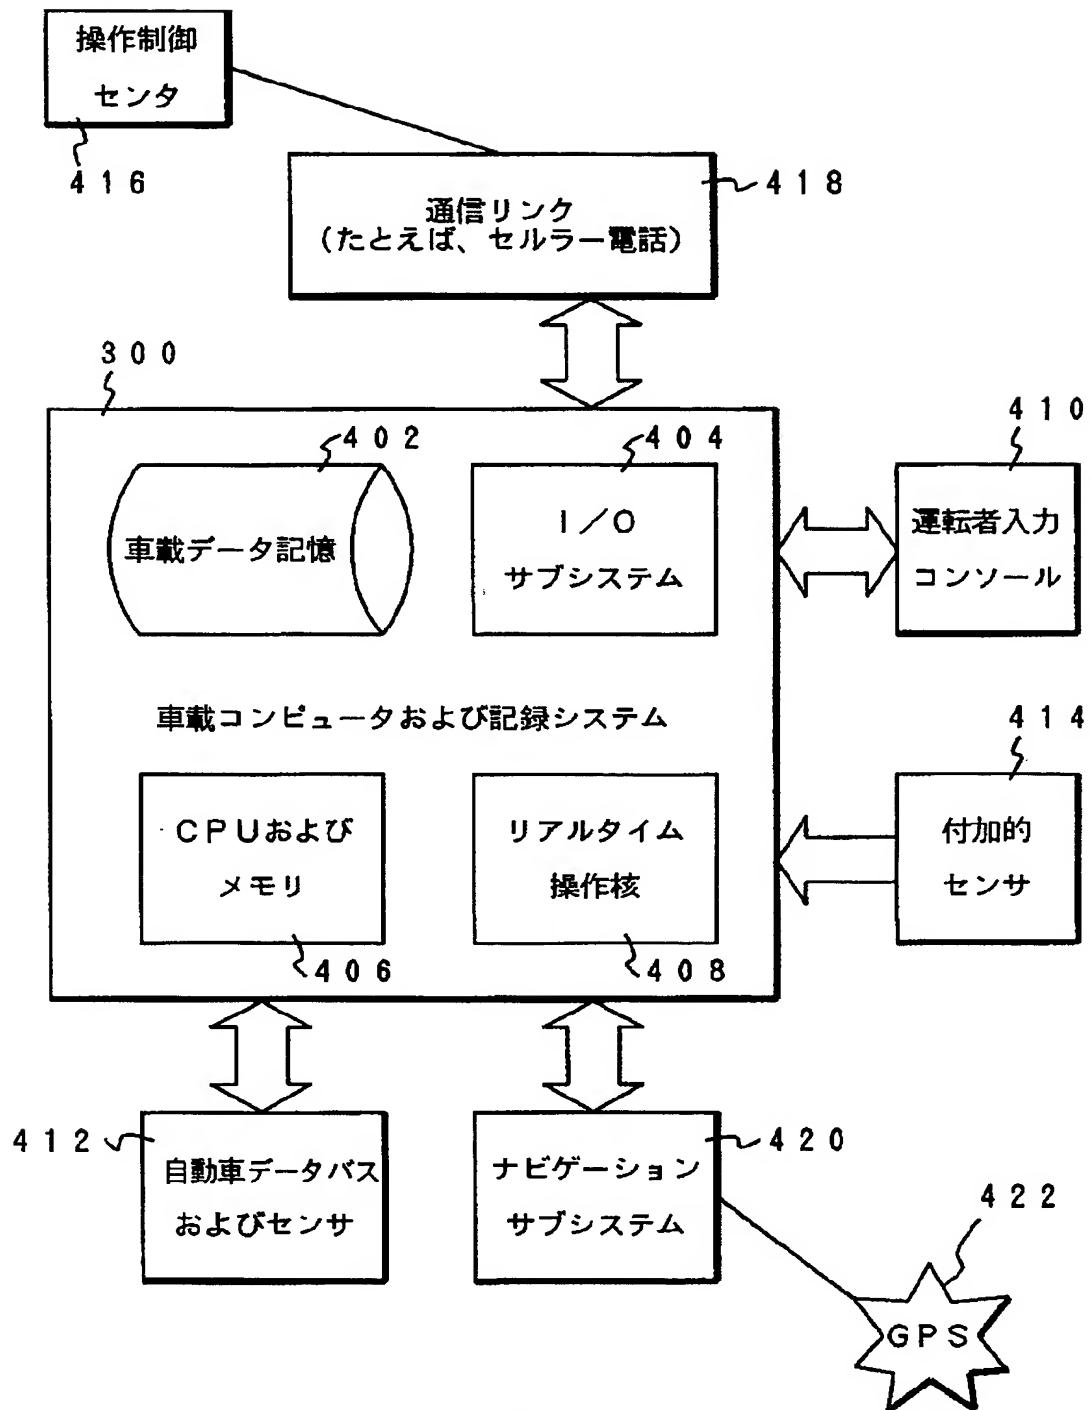 操作制御
センタ
416
418
通信リンク
(たとえば、セルラー電話)
300
402
404
410
車載データ記憶
I/O
サブシステム
運転者入力
コンソール
車載コンピュータおよび記録システム
414
CPUおよび
メモリ
リアルタイム
操作核
付加的
センサ
406
408
412
420
自動車データバス
およびセンサ
ナビゲーション
サブシステム
422
GPS